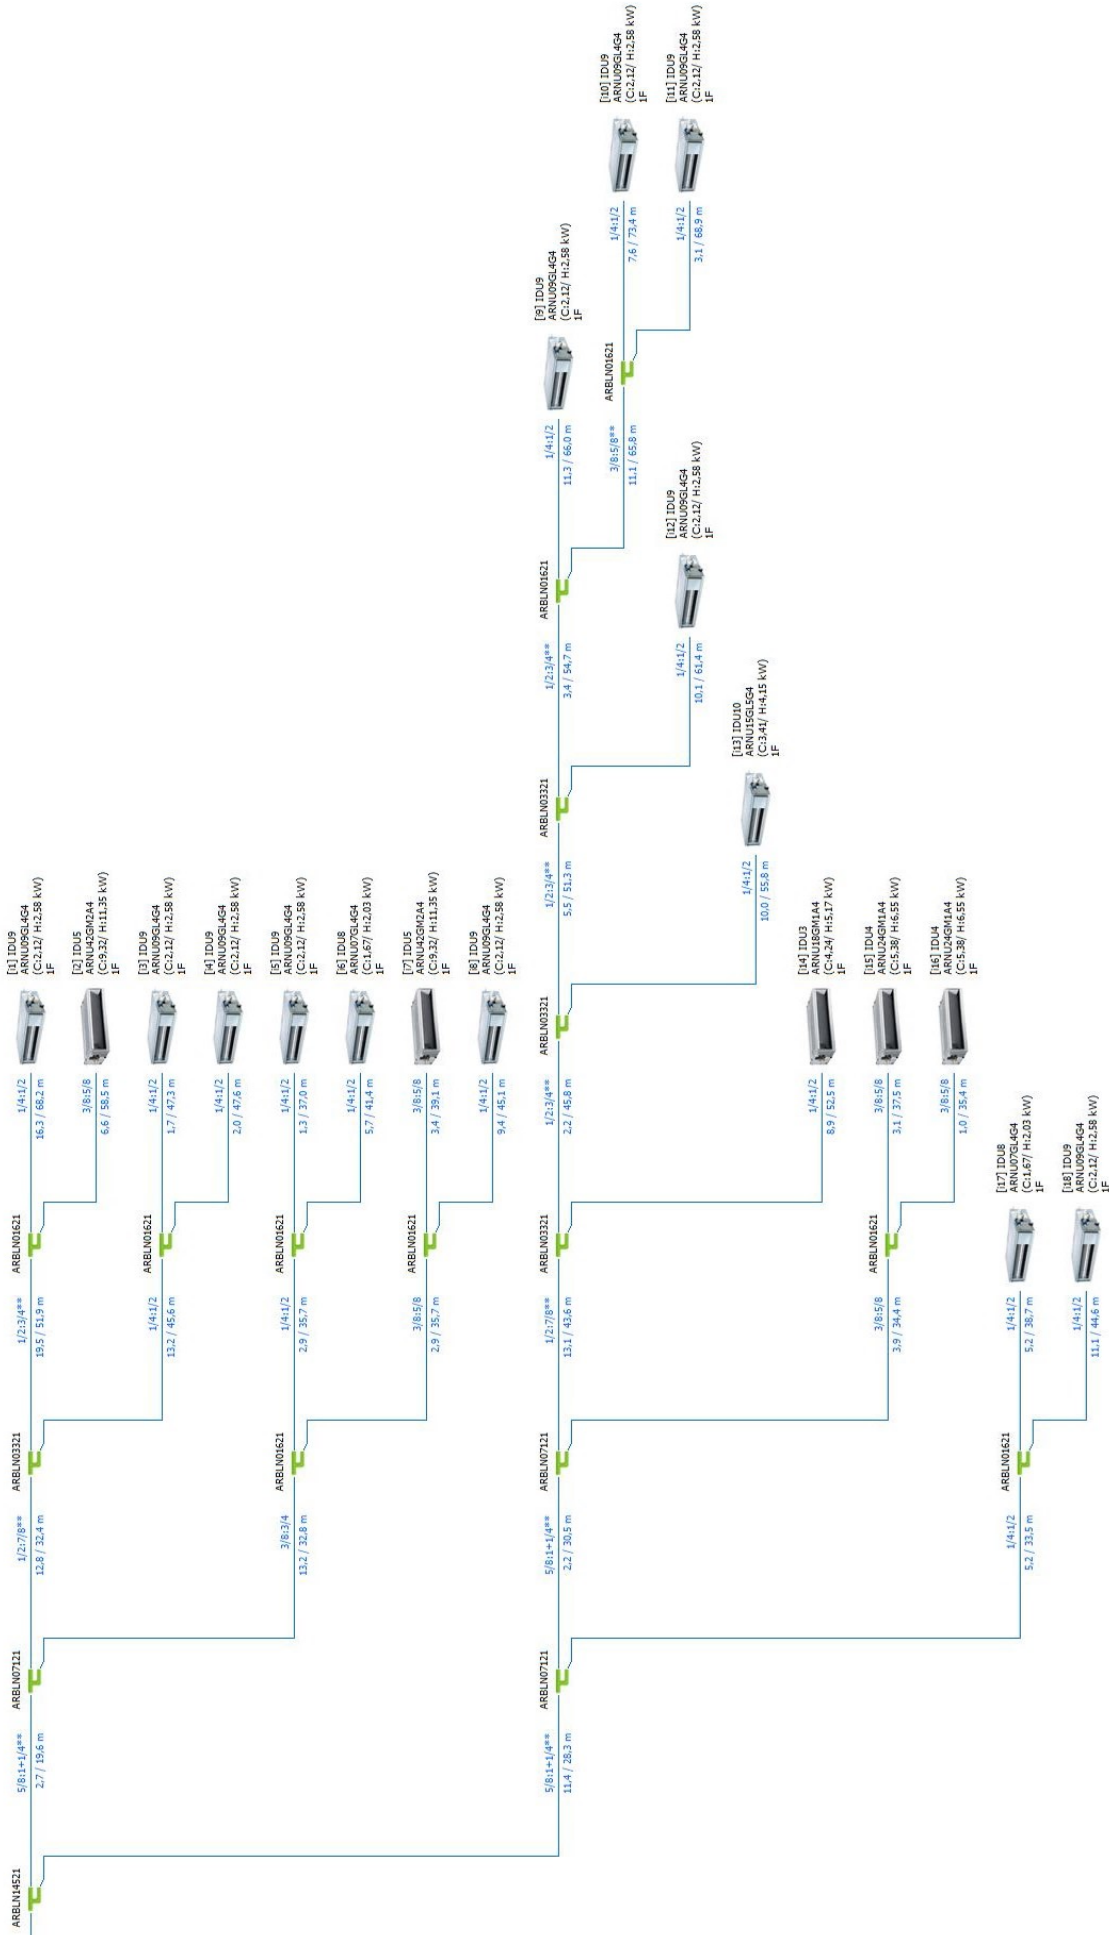 ARBLN14521
5/8:1+1/4**
2,7 / 19,6 m
ARBLN07121
1/2:7/8**
12,8 / 32,4 m
ARBLN03321
1/2:3/4**
19,5 / 51,9 m
ARBLN01621
1/4:1/2
16,3 / 68,2 m
[i1] IDU9
ARNU09GL4G4
(C:2,12/ H:2,58 kW)
1F
3/8:5/8
6,6 / 58,5 m
[i2] IDU5
ARNU42GM2A4
(C:9,32/ H:11,35 kW)
1F
1/4:1/2
13,2 / 45,6 m
ARBLN01621
1/4:1/2
1,7 / 47,3 m
[i3] IDU9
ARNU09GL4G4
(C:2,12/ H:2,58 kW)
1F
1/4:1/2
2,0 / 47,6 m
[i4] IDU9
ARNU09GL4G4
(C:2,12/ H:2,58 kW)
1F
3/8:3/4
13,2 / 32,8 m
ARBLN01621
1/4:1/2
2,9 / 35,7 m
ARBLN01621
1/4:1/2
1,3 / 37,0 m
[i5] IDU9
ARNU09GL4G4
(C:2,12/ H:2,58 kW)
1F
1/4:1/2
5,7 / 41,4 m
[i6] IDU8
ARNU07GL4G4
(C:1,67/ H:2,03 kW)
1F
3/8:5/8
2,9 / 35,7 m
ARBLN01621
3/8:5/8
3,4 / 39,1 m
[i7] IDU5
ARNU42GM2A4
(C:9,32/ H:11,35 kW)
1F
1/4:1/2
9,4 / 45,1 m
[i8] IDU9
ARNU09GL4G4
(C:2,12/ H:2,58 kW)
1F
5/8:1+1/4**
11,4 / 28,3 m
ARBLN07121
5/8:1+1/4**
2,2 / 30,5 m
ARBLN07121
1/2:7/8**
13,1 / 43,6 m
ARBLN03321
1/2:3/4**
2,2 / 45,8 m
ARBLN03321
1/2:3/4**
5,5 / 51,3 m
ARBLN03321
1/2:3/4**
3,4 / 54,7 m
ARBLN01621
1/4:1/2
11,3 / 66,0 m
[i9] IDU9
ARNU09GL4G4
(C:2,12/ H:2,58 kW)
1F
3/8:5/8**
11,1 / 65,8 m
ARBLN01621
1/4:1/2
7,6 / 73,4 m
[i10] IDU9
ARNU09GL4G4
(C:2,12/ H:2,58 kW)
1F
1/4:1/2
3,1 / 68,9 m
[i11] IDU9
ARNU09GL4G4
(C:2,12/ H:2,58 kW)
1F
1/4:1/2
10,1 / 61,4 m
[i12] IDU9
ARNU09GL4G4
(C:2,12/ H:2,58 kW)
1F
1/4:1/2
10,0 / 55,8 m
[i13] IDU10
ARNU15GL5G4
(C:3,41/ H:4,15 kW)
1F
1/4:1/2
8,9 / 52,5 m
[i14] IDU3
ARNU18GM1A4
(C:4,24/ H:5,17 kW)
1F
3/8:5/8
3,9 / 34,4 m
ARBLN01621
3/8:5/8
3,1 / 37,5 m
[i15] IDU4
ARNU24GM1A4
(C:5,38/ H:6,55 kW)
1F
3/8:5/8
1,0 / 35,4 m
[i16] IDU4
ARNU24GM1A4
(C:5,38/ H:6,55 kW)
1F
1/4:1/2
5,2 / 33,5 m
ARBLN01621
1/4:1/2
5,2 / 38,7 m
[i17] IDU8
ARNU07GL4G4
(C:1,67/ H:2,03 kW)
1F
1/4:1/2
11,1 / 44,6 m
[i18] IDU9
ARNU09GL4G4
(C:2,12/ H:2,58 kW)
1F